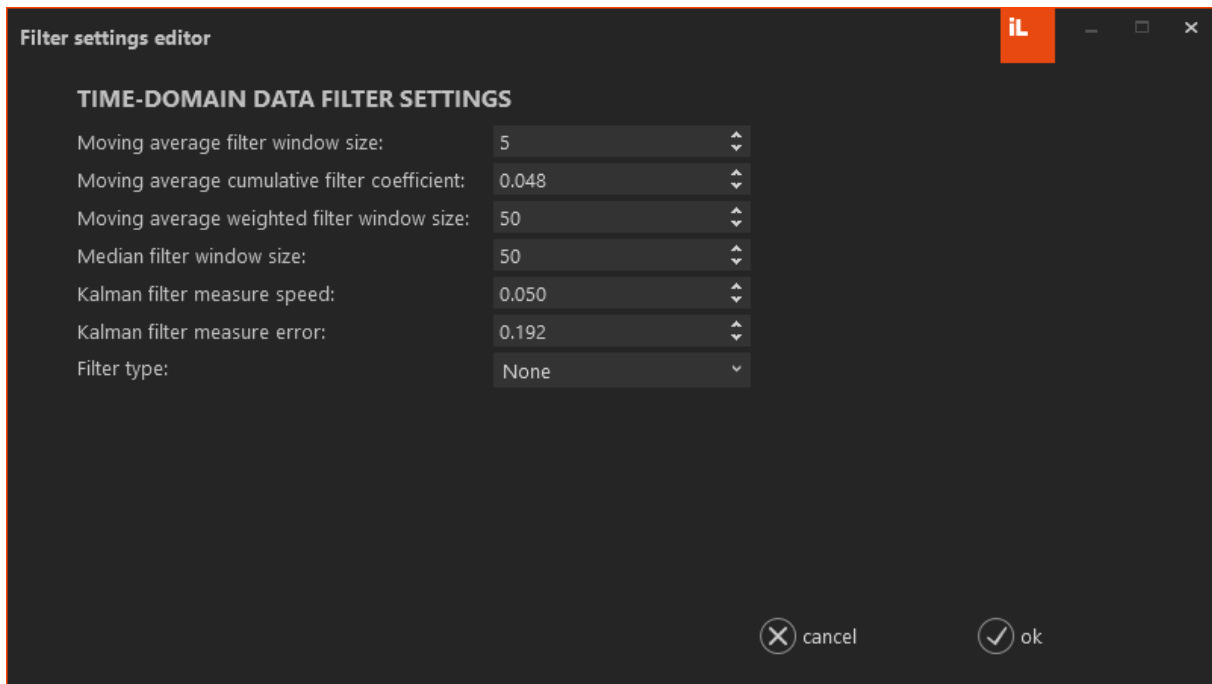 Filter settings editor
iL
TIME-DOMAIN DATA FILTER SETTINGS
Moving average filter window size: 5
Moving average cumulative filter coefficient: 0.048
Moving average weighted filter window size: 50
Median filter window size: 50
Kalman filter measure speed: 0.050
Kalman filter measure error: 0.192
Filter type: None
cancel ok